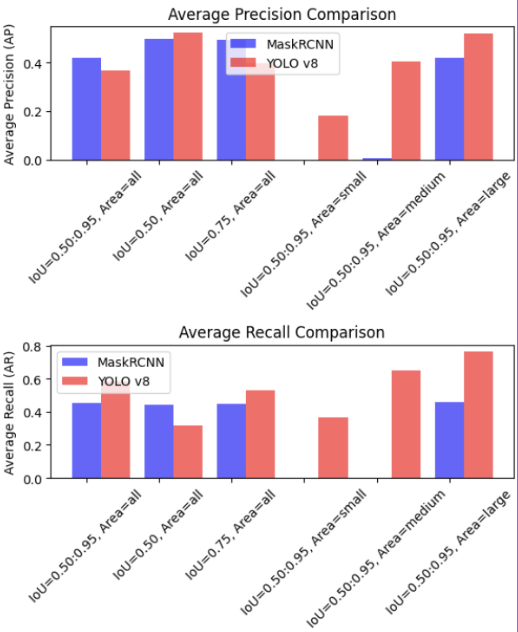 Average Precision Comparison
Average Precision (AP)
0.4
0.2
0.0
MaskRCNN
YOLO v8
IoU=0.50:0.95, Area=all
IoU=0.50, Area=all
IoU=0.75, Area=all
IoU=0.50:0.95, Area=small
IoU=0.50:0.95, Area=medium
IoU=0.50:0.95, Area=large
Average Recall Comparison
Average Recall (AR)
0.8
0.6
0.4
0.2
0.0
MaskRCNN
YOLO v8
IoU=0.50:0.95, Area=all
IoU=0.50, Area=all
IoU=0.75, Area=all
IoU=0.50:0.95, Area=small
IoU=0.50:0.95, Area=medium
IoU=0.50:0.95, Area=large